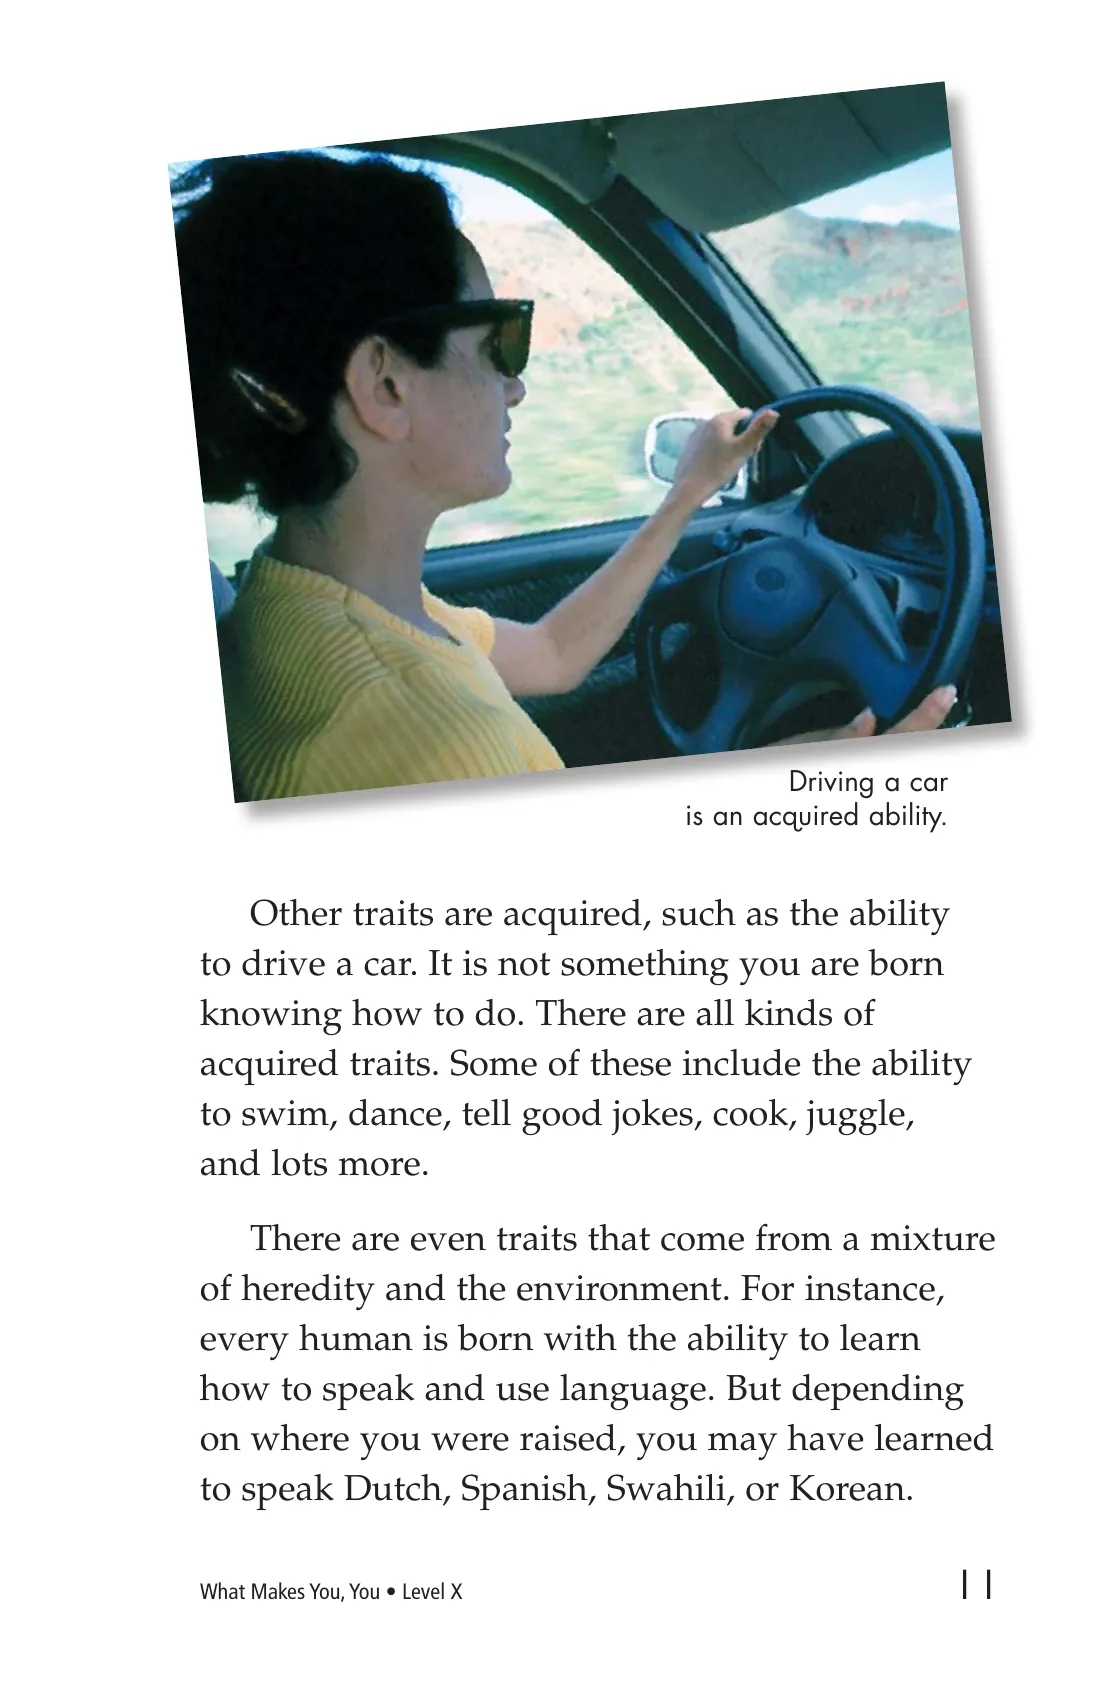 Driving a car
is an acquired ability.
Other traits are acquired, such as the ability
to drive a car. It is not something you are born
knowing how to do. There are all kinds of
acquired traits. Some of these include the ability
to swim, dance, tell good jokes, cook, juggle,
and lots more.
There are even traits that come from a mixture
of heredity and the environment. For instance,
every human is born with the ability to learn
how to speak and use language. But depending
on where you were raised, you may have learned
to speak Dutch, Spanish, Swahili, or Korean.
What Makes You, You • Level X 11